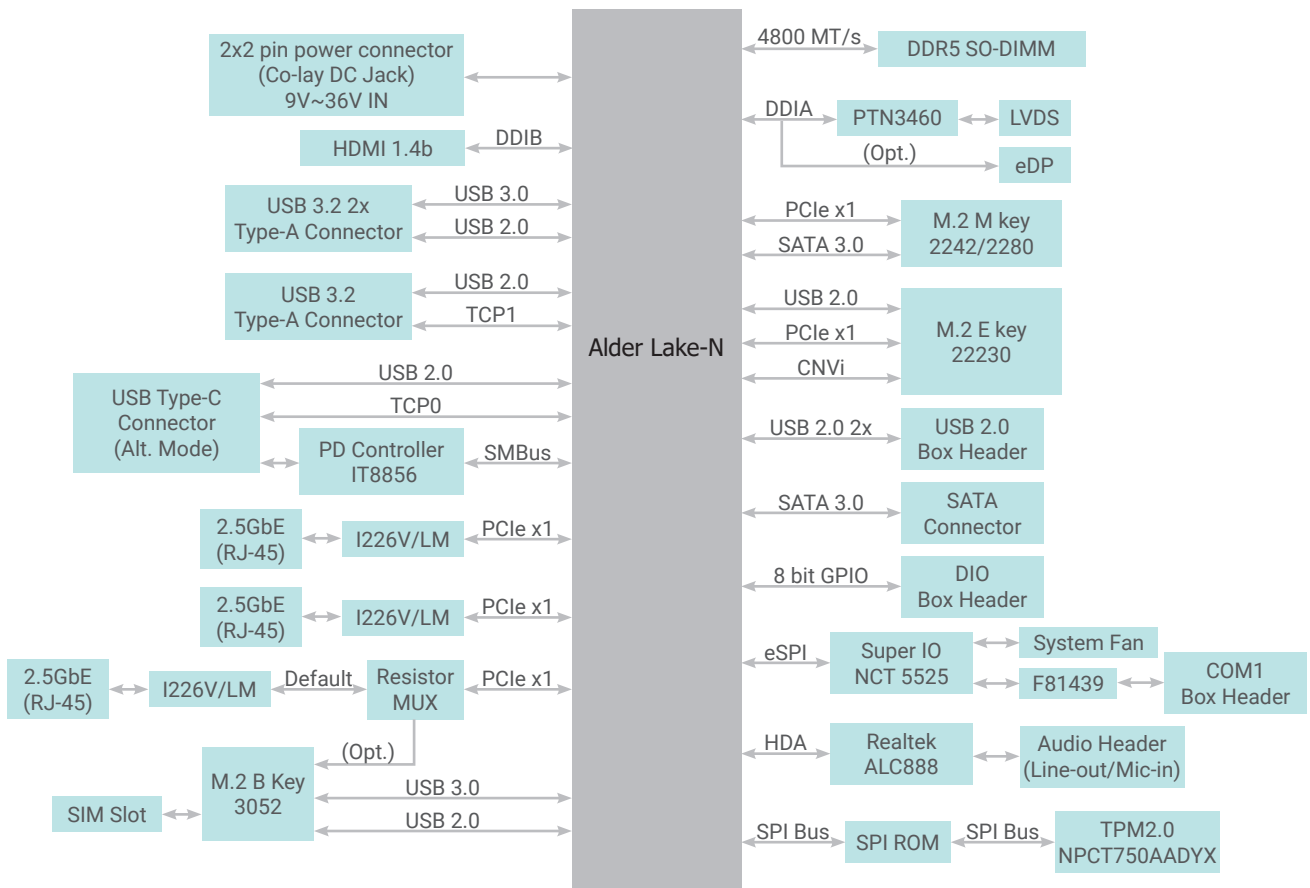 2x2 pin power connector
(Co-lay DC Jack)
9V~36V IN
HDMI 1.4b
DDIB
USB 3.2 2x
Type-A Connector
USB 3.0
USB 2.0
USB 3.2
Type-A Connector
USB 2.0
TCP1
USB Type-C
Connector
(Alt. Mode)
USB 2.0
TCP0
PD Controller
IT8856
SMBus
2.5GbE
(RJ-45)
I226V/LM
PCIe x1
2.5GbE
(RJ-45)
I226V/LM
PCIe x1
2.5GbE
(RJ-45)
I226V/LM
Default
Resistor
MUX
PCIe x1
(Opt.)
M.2 B Key
3052
SIM Slot
USB 3.0
USB 2.0
Alder Lake-N
4800 MT/s
DDR5 SO-DIMM
DDIA
PTN3460
LVDS
(Opt.)
eDP
PCIe x1
SATA 3.0
M.2 M key
2242/2280
USB 2.0
PCIe x1
CNVi
M.2 E key
22230
USB 2.0 2x
USB 2.0
Box Header
SATA 3.0
SATA
Connector
8 bit GPIO
DIO
Box Header
eSPI
Super IO
NCT 5525
System Fan
F81439
COM1
Box Header
HDA
Realtek
ALC888
Audio Header
(Line-out/Mic-in)
SPI Bus
SPI ROM
SPI Bus
TPM2.0
NPCT750AADYX